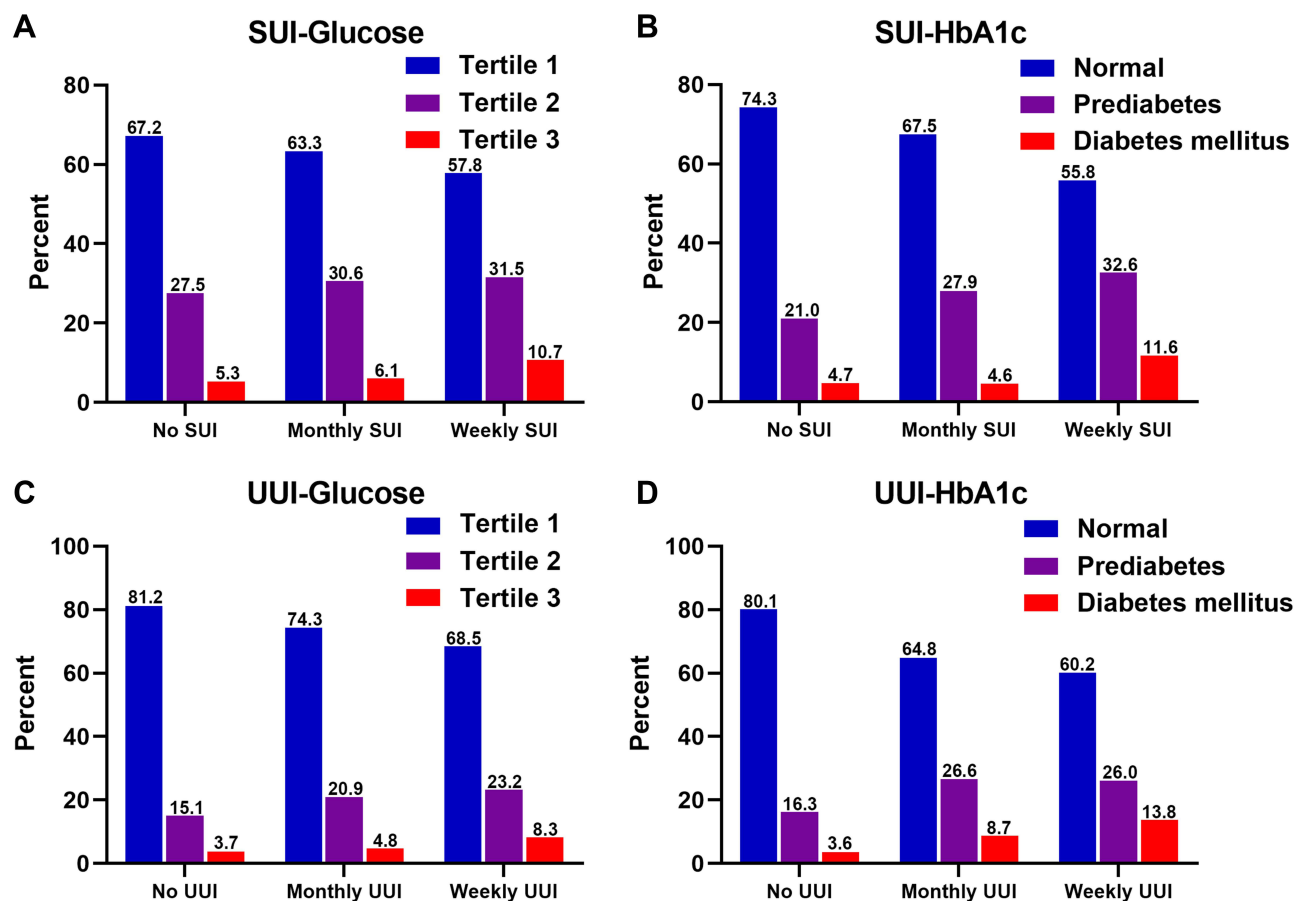 A
SUI-Glucose
Tertile 1
Tertile 2
Tertile 3
Percent
80
60
40
20
0
67.2
27.5
5.3
63.3
30.6
6.1
57.8
31.5
10.7
No SUI
Monthly SUI
Weekly SUI
B
SUI-HbA1c
Normal
Prediabetes
Diabetes mellitus
Percent
80
60
40
20
0
74.3
21.0
4.7
67.5
27.9
4.6
55.8
32.6
11.6
No SUI
Monthly SUI
Weekly SUI
C
UUI-Glucose
Tertile 1
Tertile 2
Tertile 3
Percent
100
80
60
40
20
0
81.2
15.1
3.7
74.3
20.9
4.8
68.5
23.2
8.3
No UUI
Monthly UUI
Weekly UUI
D
UUI-HbA1c
Normal
Prediabetes
Diabetes mellitus
Percent
100
80
60
40
20
0
80.1
16.3
3.6
64.8
26.6
8.7
60.2
26.0
13.8
No UUI
Monthly UUI
Weekly UUI